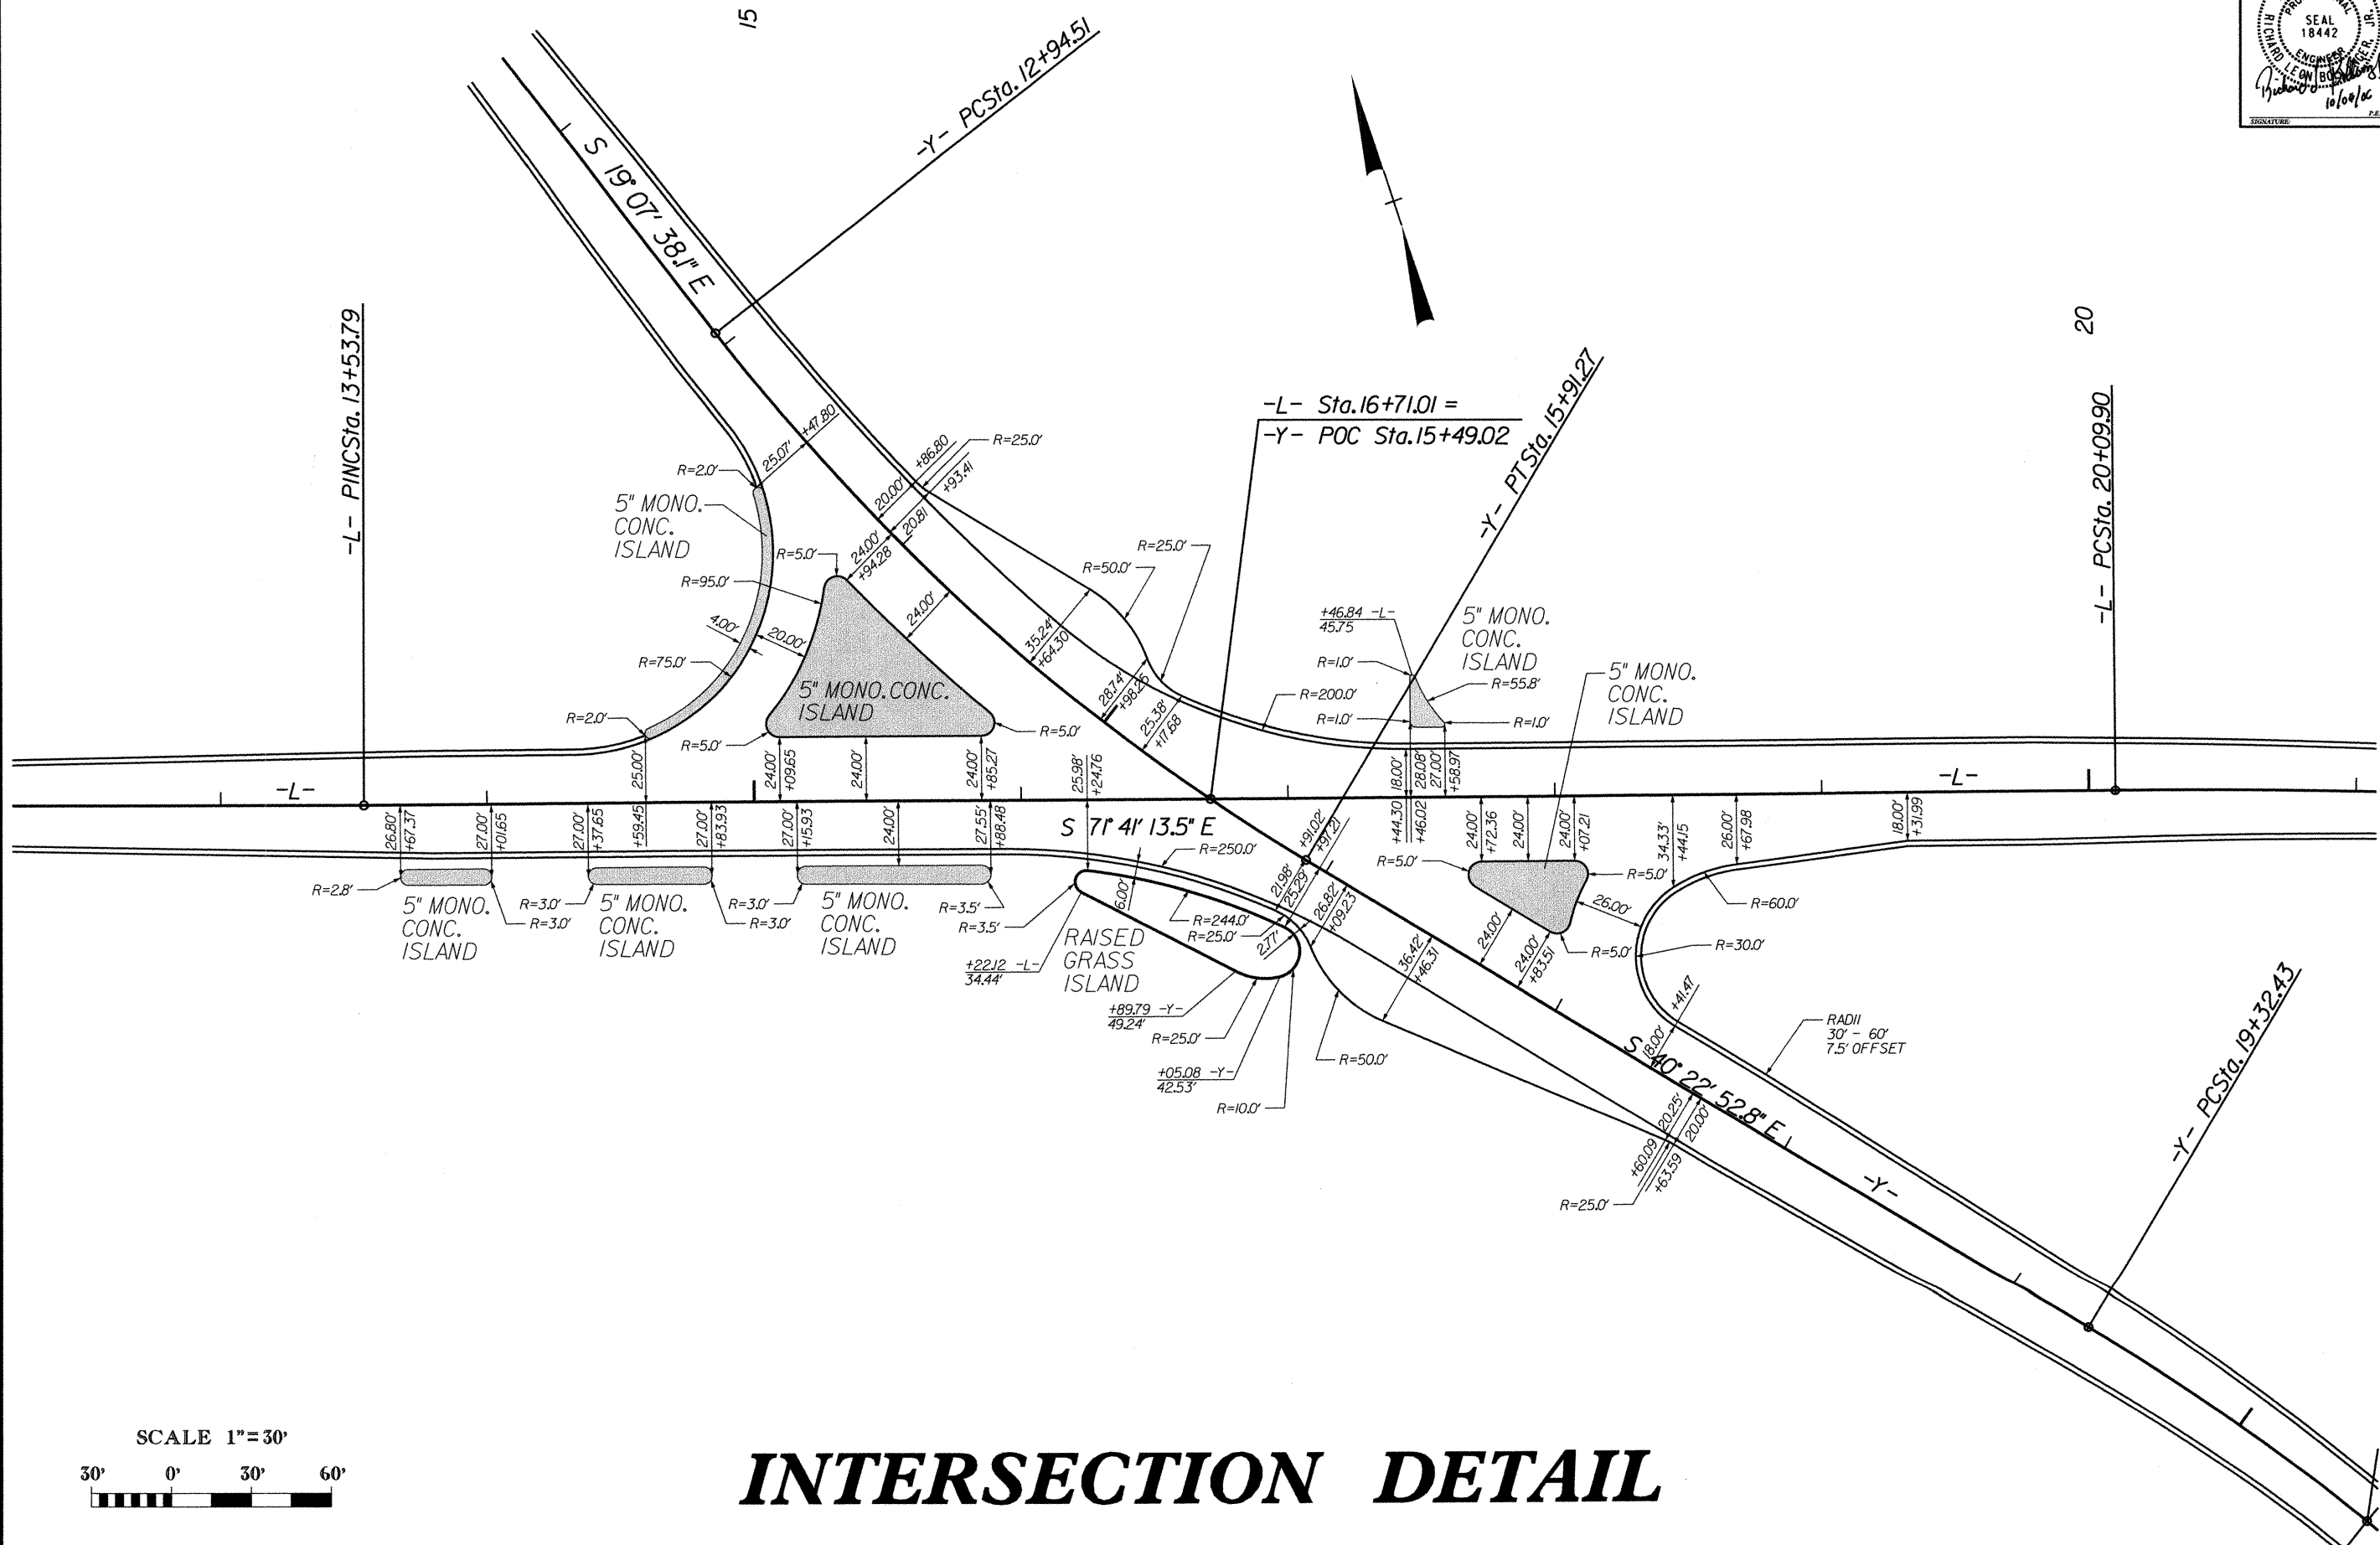 15
SEAL
18442
ENGINEER
10/04/06
SIGNATURE:
-Y- PCSta. 12+94.51
S 19° 07' 38.1" E
-L- PINCSta. 13+53.79
20
-L- PCSta. 20+09.90
-Y- PTSta. 15+91.27
-L- Sta. 16+71.01 =
-Y- POC Sta. 15+49.02
25.07' +47.80
R=2.0'
5" MONO.
CONC.
ISLAND
R=95.0'
4.00'
20.00'
R=75.0'
R=2.0'
R=5.0'
24.00'
+94.28
+86.80
20.00'
R=25.0'
+93.41
20.81
24.00'
5" MONO. CONC.
ISLAND
R=5.0'
R=5.0'
R=25.0'
R=50.0'
35.24'
+64.30
28.74'
+98.25
25.38'
+17.68
R=200.0'
+46.84 -L-
45.75
R=1.0'
R=1.0'
R=55.8'
R=1.0'
5" MONO.
CONC.
ISLAND
5" MONO.
CONC.
ISLAND
25.00'
+59.45
24.00'
+09.65
24.00'
24.00'
+85.27
25.98'
+24.76
18.00'
+44.30
28.08'
+46.02
27.00'
+58.97
-L-
-L-
26.80'
+67.37
27.00'
+01.65
27.00'
+37.65
27.00'
+83.93
27.00'
+15.93
24.00'
27.55'
+88.48
S 71° 41' 13.5" E
R=250.0'
+91.02'
+97.21
21.98'
25.29'
26.82'
+09.23
24.00'
+72.36
24.00'
24.00'
+07.21
34.33'
+44.15
26.00'
+67.98
18.00'
+31.99
R=2.8'
5" MONO.
CONC.
ISLAND
R=3.0'
R=3.0'
5" MONO.
CONC.
ISLAND
R=3.0'
R=3.0'
5" MONO.
CONC.
ISLAND
R=3.5'
R=3.5'
6.00'
R=244.0'
R=25.0'
2.77'
RAISED
GRASS
ISLAND
+22.12 -L-
34.44'
+89.79 -Y-
49.24'
R=25.0'
+05.08 -Y-
42.53'
R=10.0'
R=50.0'
36.42'
+46.31
R=5.0'
R=5.0'
R=5.0'
24.00'
24.00'
+83.51
26.00'
R=60.0'
R=30.0'
+41.47
18.00'
RADII
30' - 60'
7.5' OFFSET
S 40° 22' 52.8" E
20.25'
20.00'
+60.09
+63.59
R=25.0'
-Y-
-Y- PCSta. 19+32.43
SCALE 1"=30'
30' 0' 30' 60'
INTERSECTION DETAIL